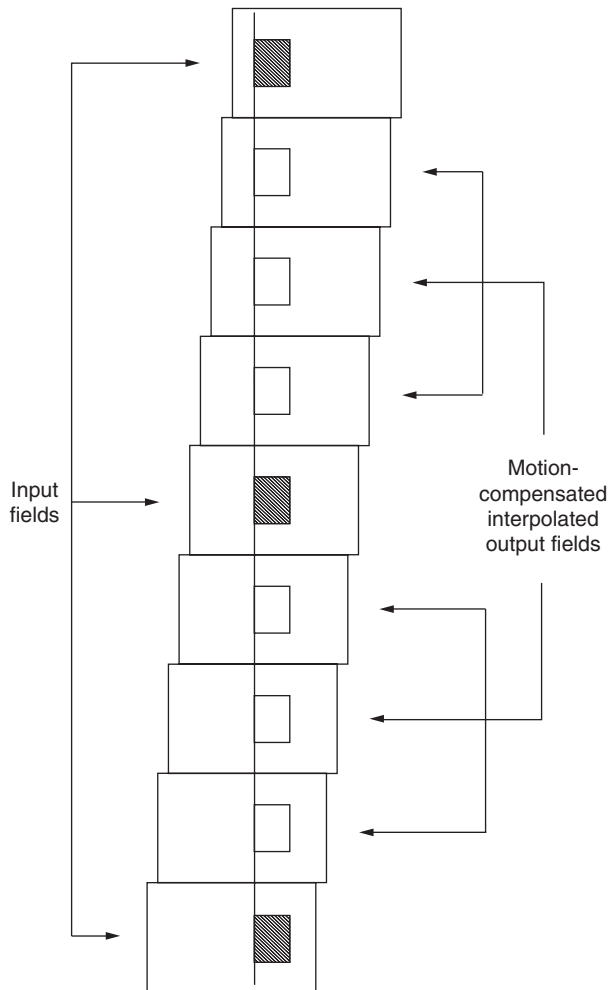 Input
fields
Motion-
compensated
interpolated
output fields